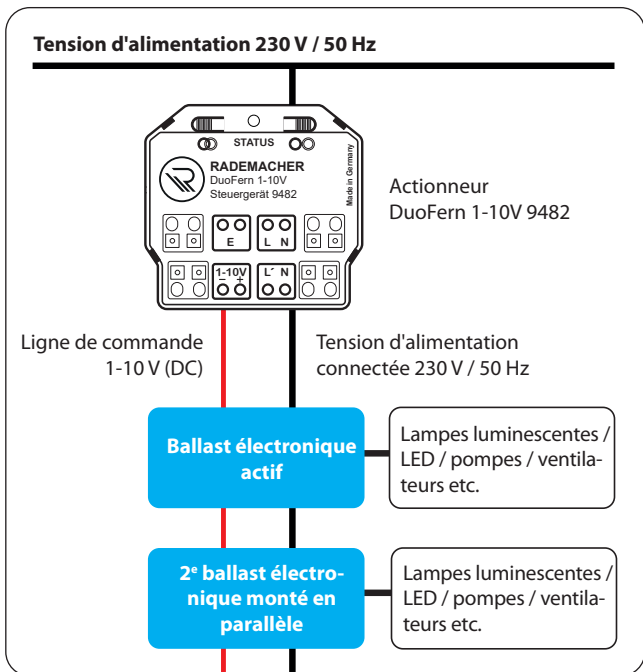 Tension d'alimentation 230 V / 50 Hz
STATUS
RADEMACHER
DuoFern 1-10V
Steuergerät 9482
Made in Germany
E
L N
1-10V
– +
L´ N
Actionneur
DuoFern 1-10V 9482
Ligne de commande
1-10 V (DC)
Tension d'alimentation
connectée 230 V / 50 Hz
Ballast électronique
actif
Lampes luminescentes /
LED / pompes / ventila-
teurs etc.
2e ballast électro-
nique monté en
parallèle
Lampes luminescentes /
LED / pompes / ventila-
teurs etc.